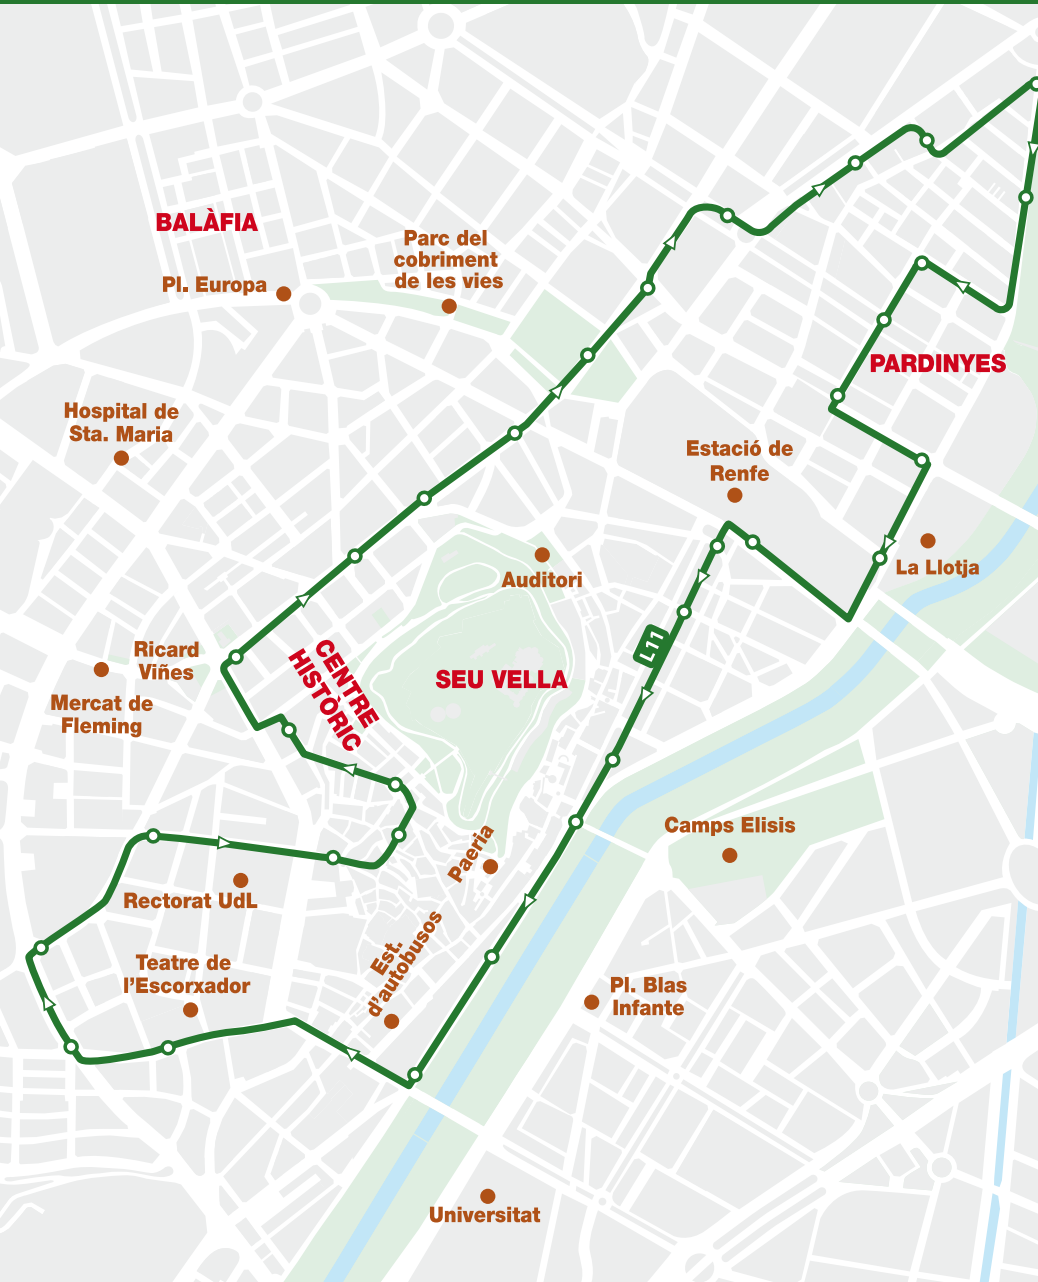 BALÀFIA
Parc del
cobriment
de les vies
Pl. Europa
PARDINYES
Hospital de
Sta. Maria
Estació de
Renfe
La Llotja
Auditori
Ricard
Viñes
CENTRE
HISTÒRIC
L11
SEU VELLA
Mercat de
Fleming
Camps Elisis
Paeria
Rectorat UdL
Est.
d'autobusos
Teatre de
l'Escorxador
Pl. Blas
Infante
Universitat